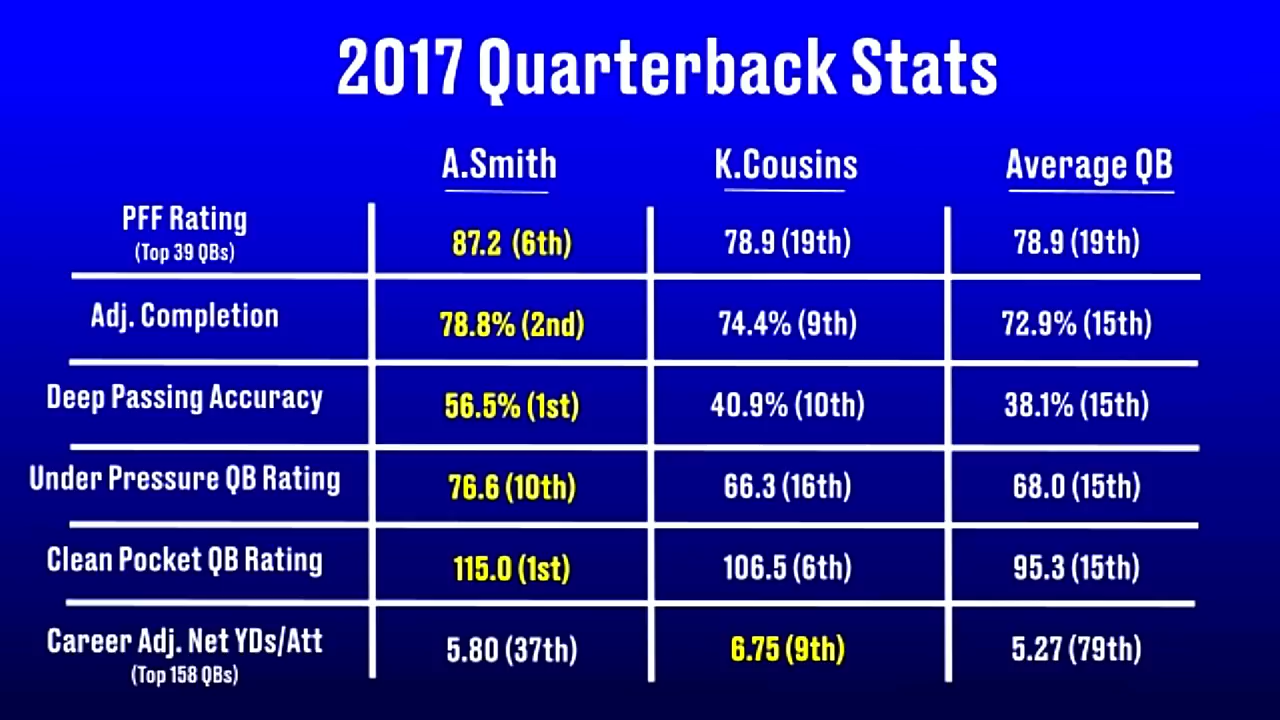 2017 Quarterback Stats
A.Smith K.Cousins Average QB
PFF Rating
(Top 39 QBs)
87.2 (6th) 78.9 (19th) 78.9 (19th)
Adj. Completion 78.8% (2nd) 74.4% (9th) 72.9% (15th)
Deep Passing Accuracy 56.5% (1st) 40.9% (10th) 38.1% (15th)
Under Pressure QB Rating 76.6 (10th) 66.3 (16th) 68.0 (15th)
Clean Pocket QB Rating 115.0 (1st) 106.5 (6th) 95.3 (15th)
Career Adj. Net YDs/Att
(Top 158 QBs)
5.80 (37th) 6.75 (9th) 5.27 (79th)